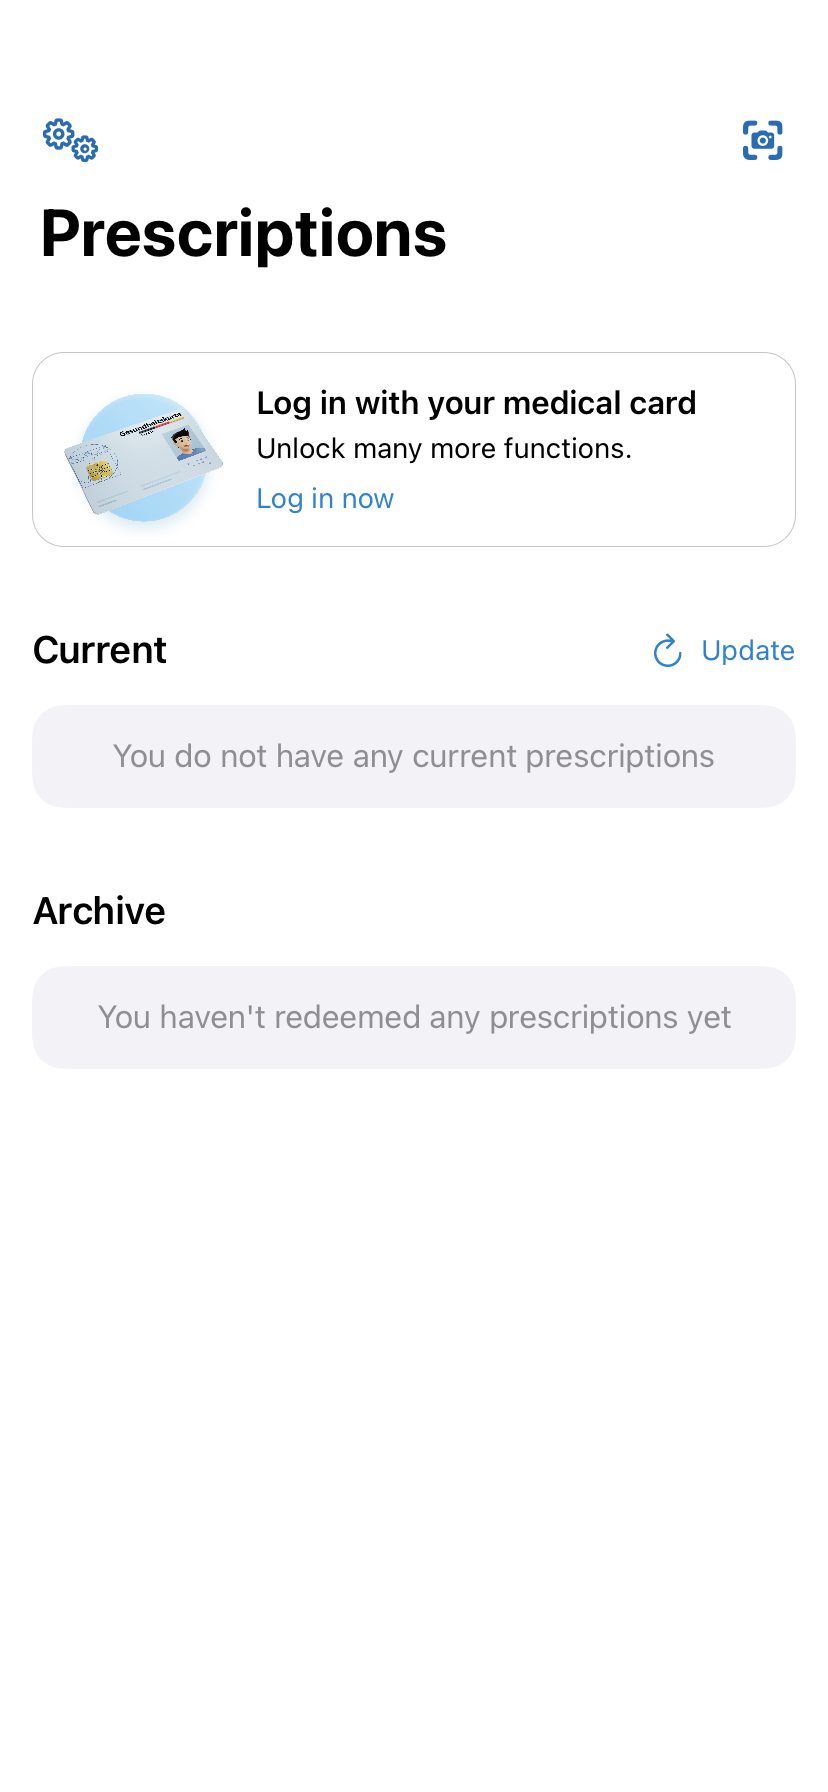 Prescriptions
Gesundheitskarte
Log in with your medical card
Unlock many more functions.
Log in now
Current
Update
You do not have any current prescriptions
Archive
You haven't redeemed any prescriptions yet